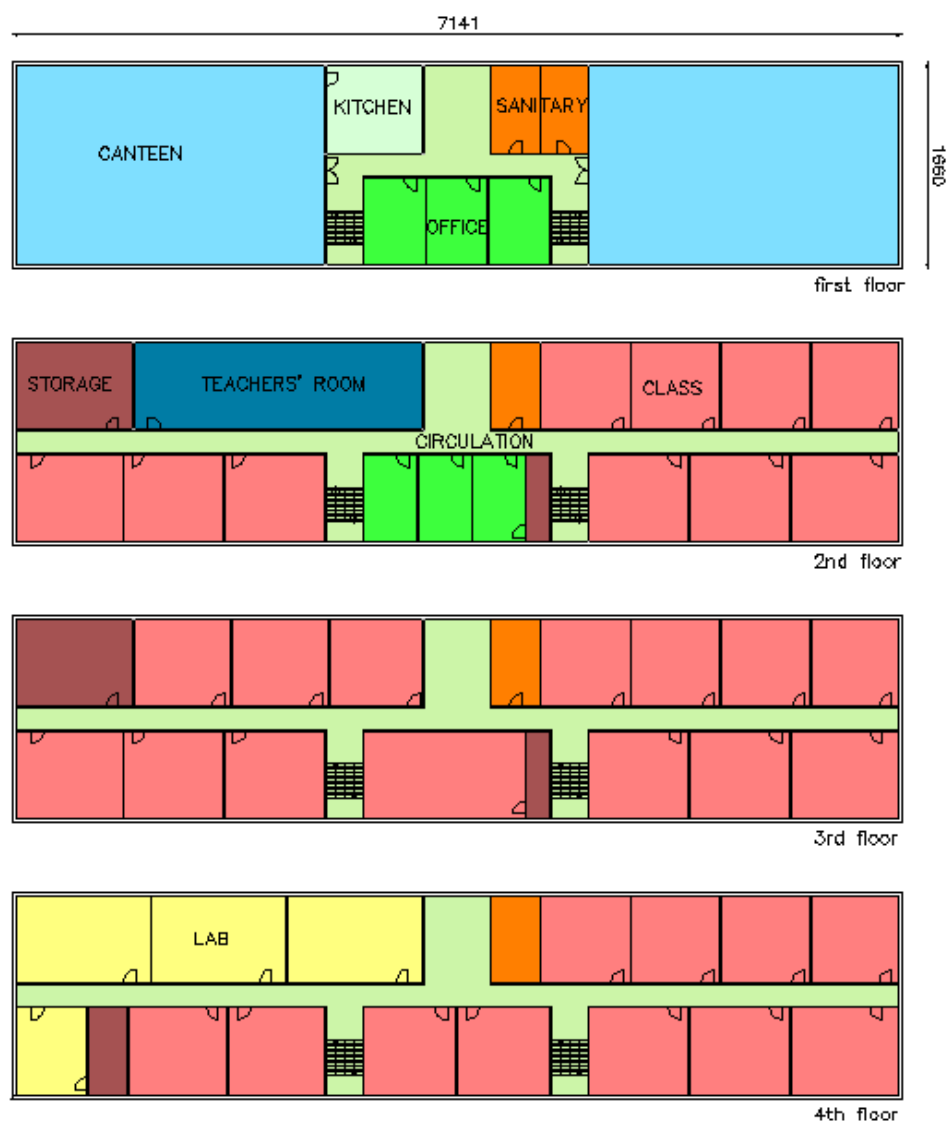 7141
KITCHEN
SANITARY
CANTEEN
1660
OFFICE
first floor
STORAGE
TEACHERS' ROOM
CLASS
CIRCULATION
2nd floor
3rd floor
LAB
4th floor